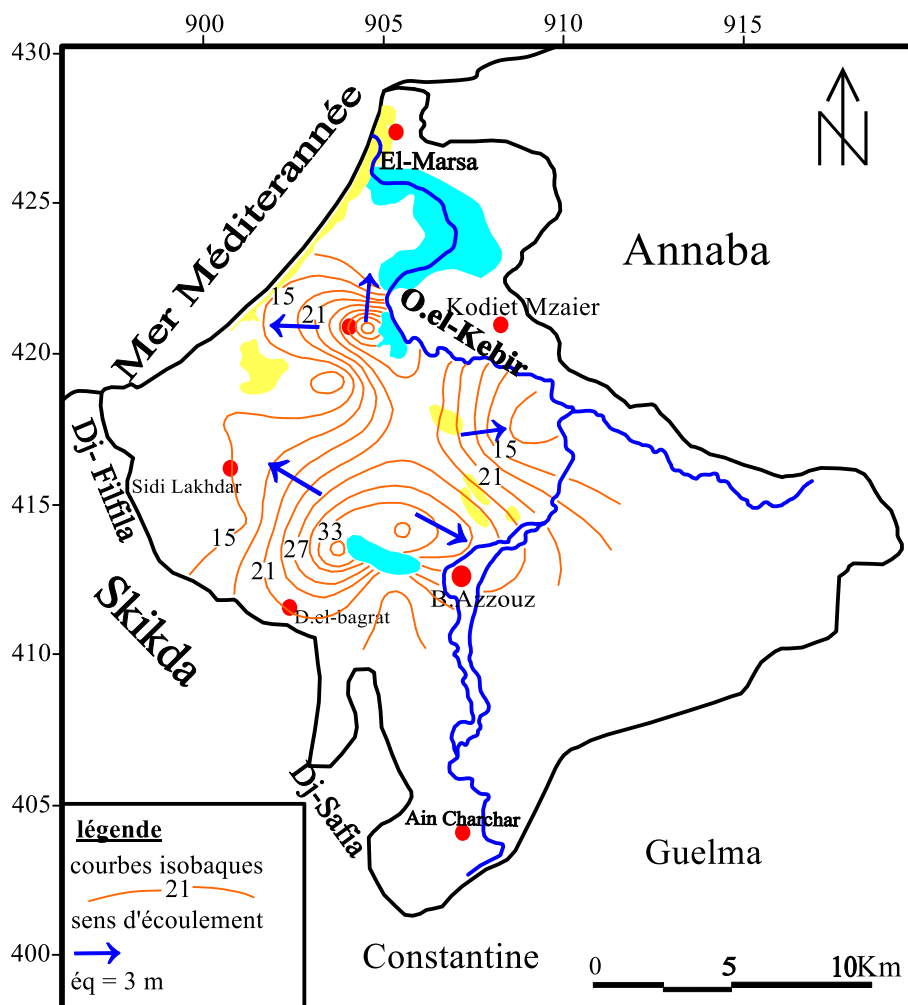 900 905 910 915
430
425
420
415
410
405
400
N
El-Marsa
Mer Méditerannée
Annaba
O.el-Kebir
Kodiet Mzaier
15
21
Dj- Filfila
Sidi Lakhdar
15
21
15
21
27
33
B.Azzouz
D.el-bagrat
Skikda
Dj-Safia
Ain Charchar
Guelma
Constantine
légende
courbes isobaques
21
sens d'écoulement
éq = 3 m
0 5 10Km